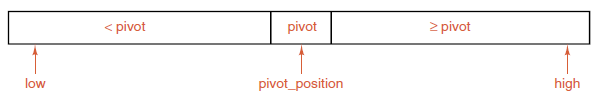 < pivot pivot ≥ pivot
low pivot_position high